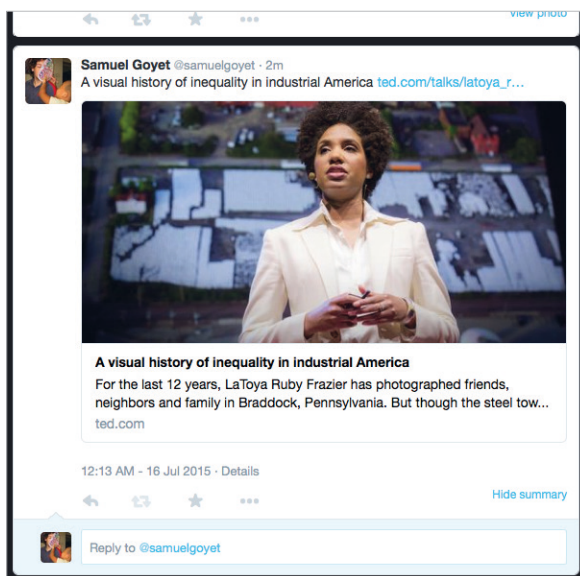 View photo
Samuel Goyet @samuelgoyet · 2m
A visual history of inequality in industrial America ted.com/talks/latoya_r…
A visual history of inequality in industrial America
For the last 12 years, LaToya Ruby Frazier has photographed friends,
neighbors and family in Braddock, Pennsylvania. But though the steel tow...
ted.com
12:13 AM - 16 Jul 2015 · Details
Hide summary
Reply to @samuelgoyet